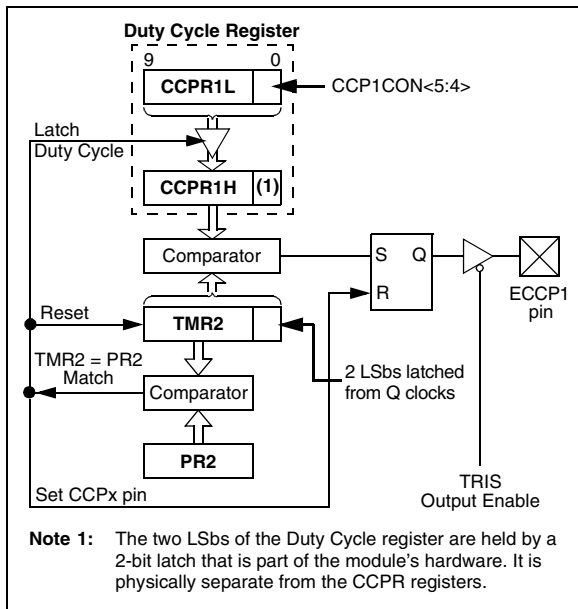 Duty Cycle Register
9 0
CCPR1L
CCP1CON<5:4>
Latch
Duty Cycle
CCPR1H (1)
Comparator
S Q
R
ECCP1
pin
Reset
TMR2
TMR2 = PR2
Match
2 LSbs latched
from Q clocks
Comparator
PR2
Set CCPx pin
TRIS
Output Enable
Note 1: The two LSbs of the Duty Cycle register are held by a
2-bit latch that is part of the module's hardware. It is
physically separate from the CCPR registers.